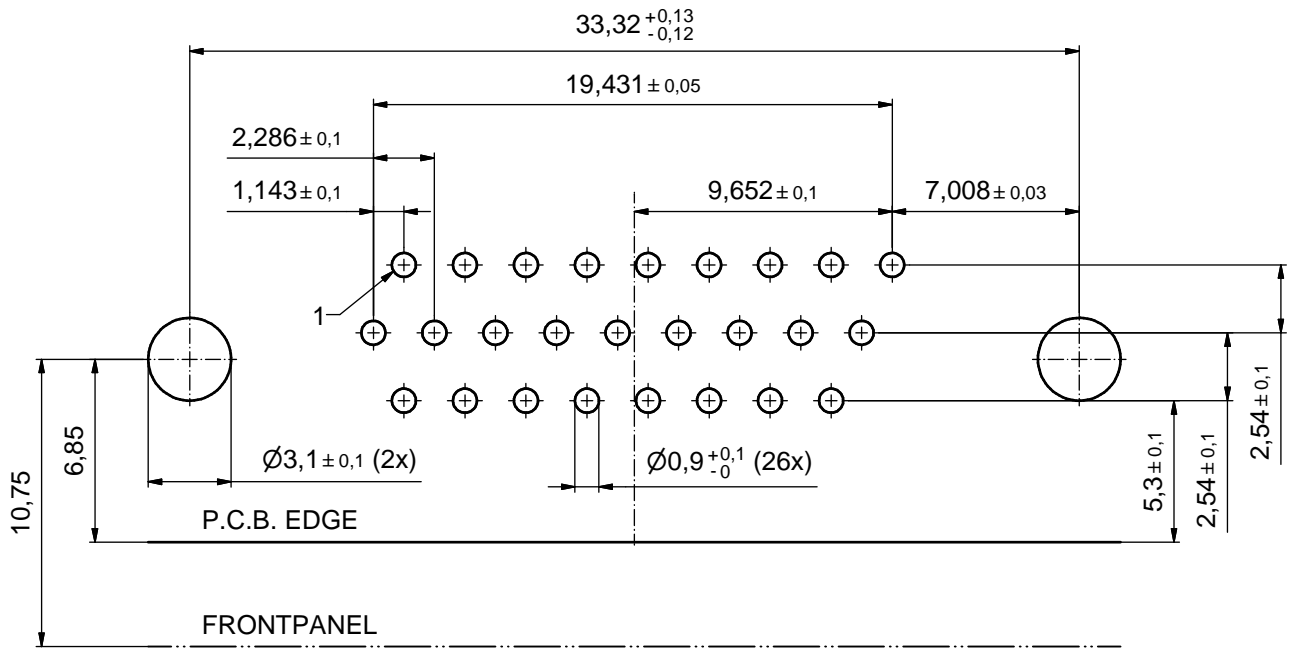 33,32 +0,13 -0,12
19,431 ± 0,05
2,286 ± 0,1
1,143 ± 0,1
9,652 ± 0,1
7,008 ± 0,03
1
2,54 ± 0,1
2,54 ± 0,1
5,3 ± 0,1
6,85
10,75
Ø3,1 ± 0,1 (2x)
Ø0,9 +0,1 -0 (26x)
P.C.B. EDGE
FRONTPANEL